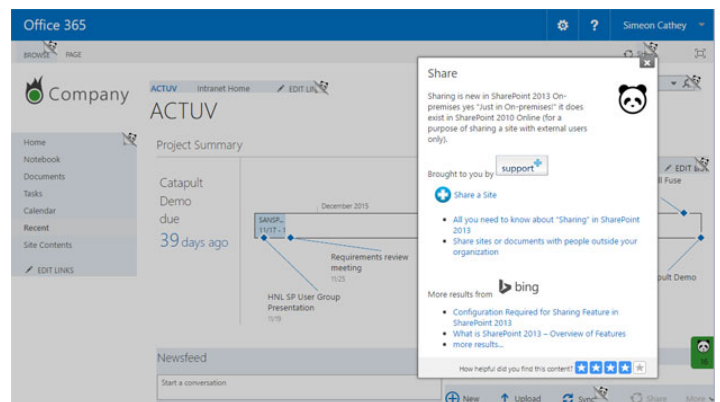 Office 365
? Simeon Cathey
BROWSE PAGE
Company
ACTUV Intranet Home EDIT
ACTUV
Home
Notebook
Documents
Tasks
Calendar
Recent
Site Contents
EDIT LINKS
Project Summary
Catapult
Demo
due
39 days ago
December 2015
SANSP...
11/17 - 1
Requirements review
meeting
11/25
HNL SP User Group
Presentation
11/19
Share
Sharing is new in SharePoint 2013 On-
premises yes "Just in On-premises!" it does
exist in SharePoint 2010 Online (for a
purpose of sharing a site with external users
only).
Brought to you by support
Share a Site
All you need to know about "Sharing" in SharePoint
2013
Share sites or documents with people outside your
organization
More results from bing
Configuration Required for Sharing Feature in
SharePoint 2013
What is SharePoint 2013 – Overview of Features
more results...
How helpful did you find this content?
EDIT
Fuse
Demo
Newsfeed
Start a conversation
New Upload Sync Share More